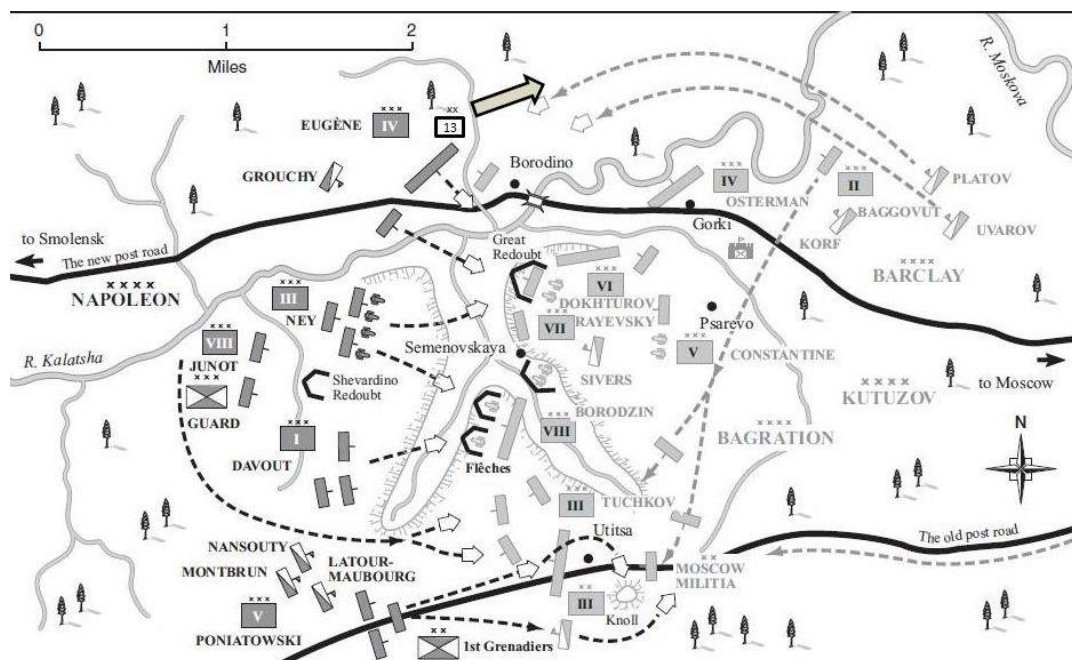 0 1 2
Miles
R. Moskova
x x x
EUGÈNE IV
xx
13
GROUCHY
Borodino
x x x
IV
OSTERMAN
x x x
II
BAGGOVUT
PLATOV
KORF
UVAROV
Gorki
to Smolensk
The new post road
x x x x
NAPOLEON
Great
Redoubt
x x x x
BARCLAY
x x x
III
NEY
x x x
VI
DOKHTUROV
RAYEVSKY
x x x
VII
Psarevo
x x x
VIII
JUNOT
R. Kalatsha
Semenovskaya
SIVERS
x x x
V
CONSTANTINE
to Moscow
x x x
GUARD
Shevardino
Redoubt
x x x x
KUTUZOV
BORODZIN
x x x
VIII
x x x x
BAGRATION
N
x x x
I
DAVOUT
Flêches
x x x
III
TUCHKOV
Utitsa
The old post road
NANSOUTY
MONTBRUN
LATOUR-
MAUBOURG
x x
MOSCOW
MILITIA
x x x
V
PONIATOWSKI
x x
1st Grenadiers
x x
III
Knoll